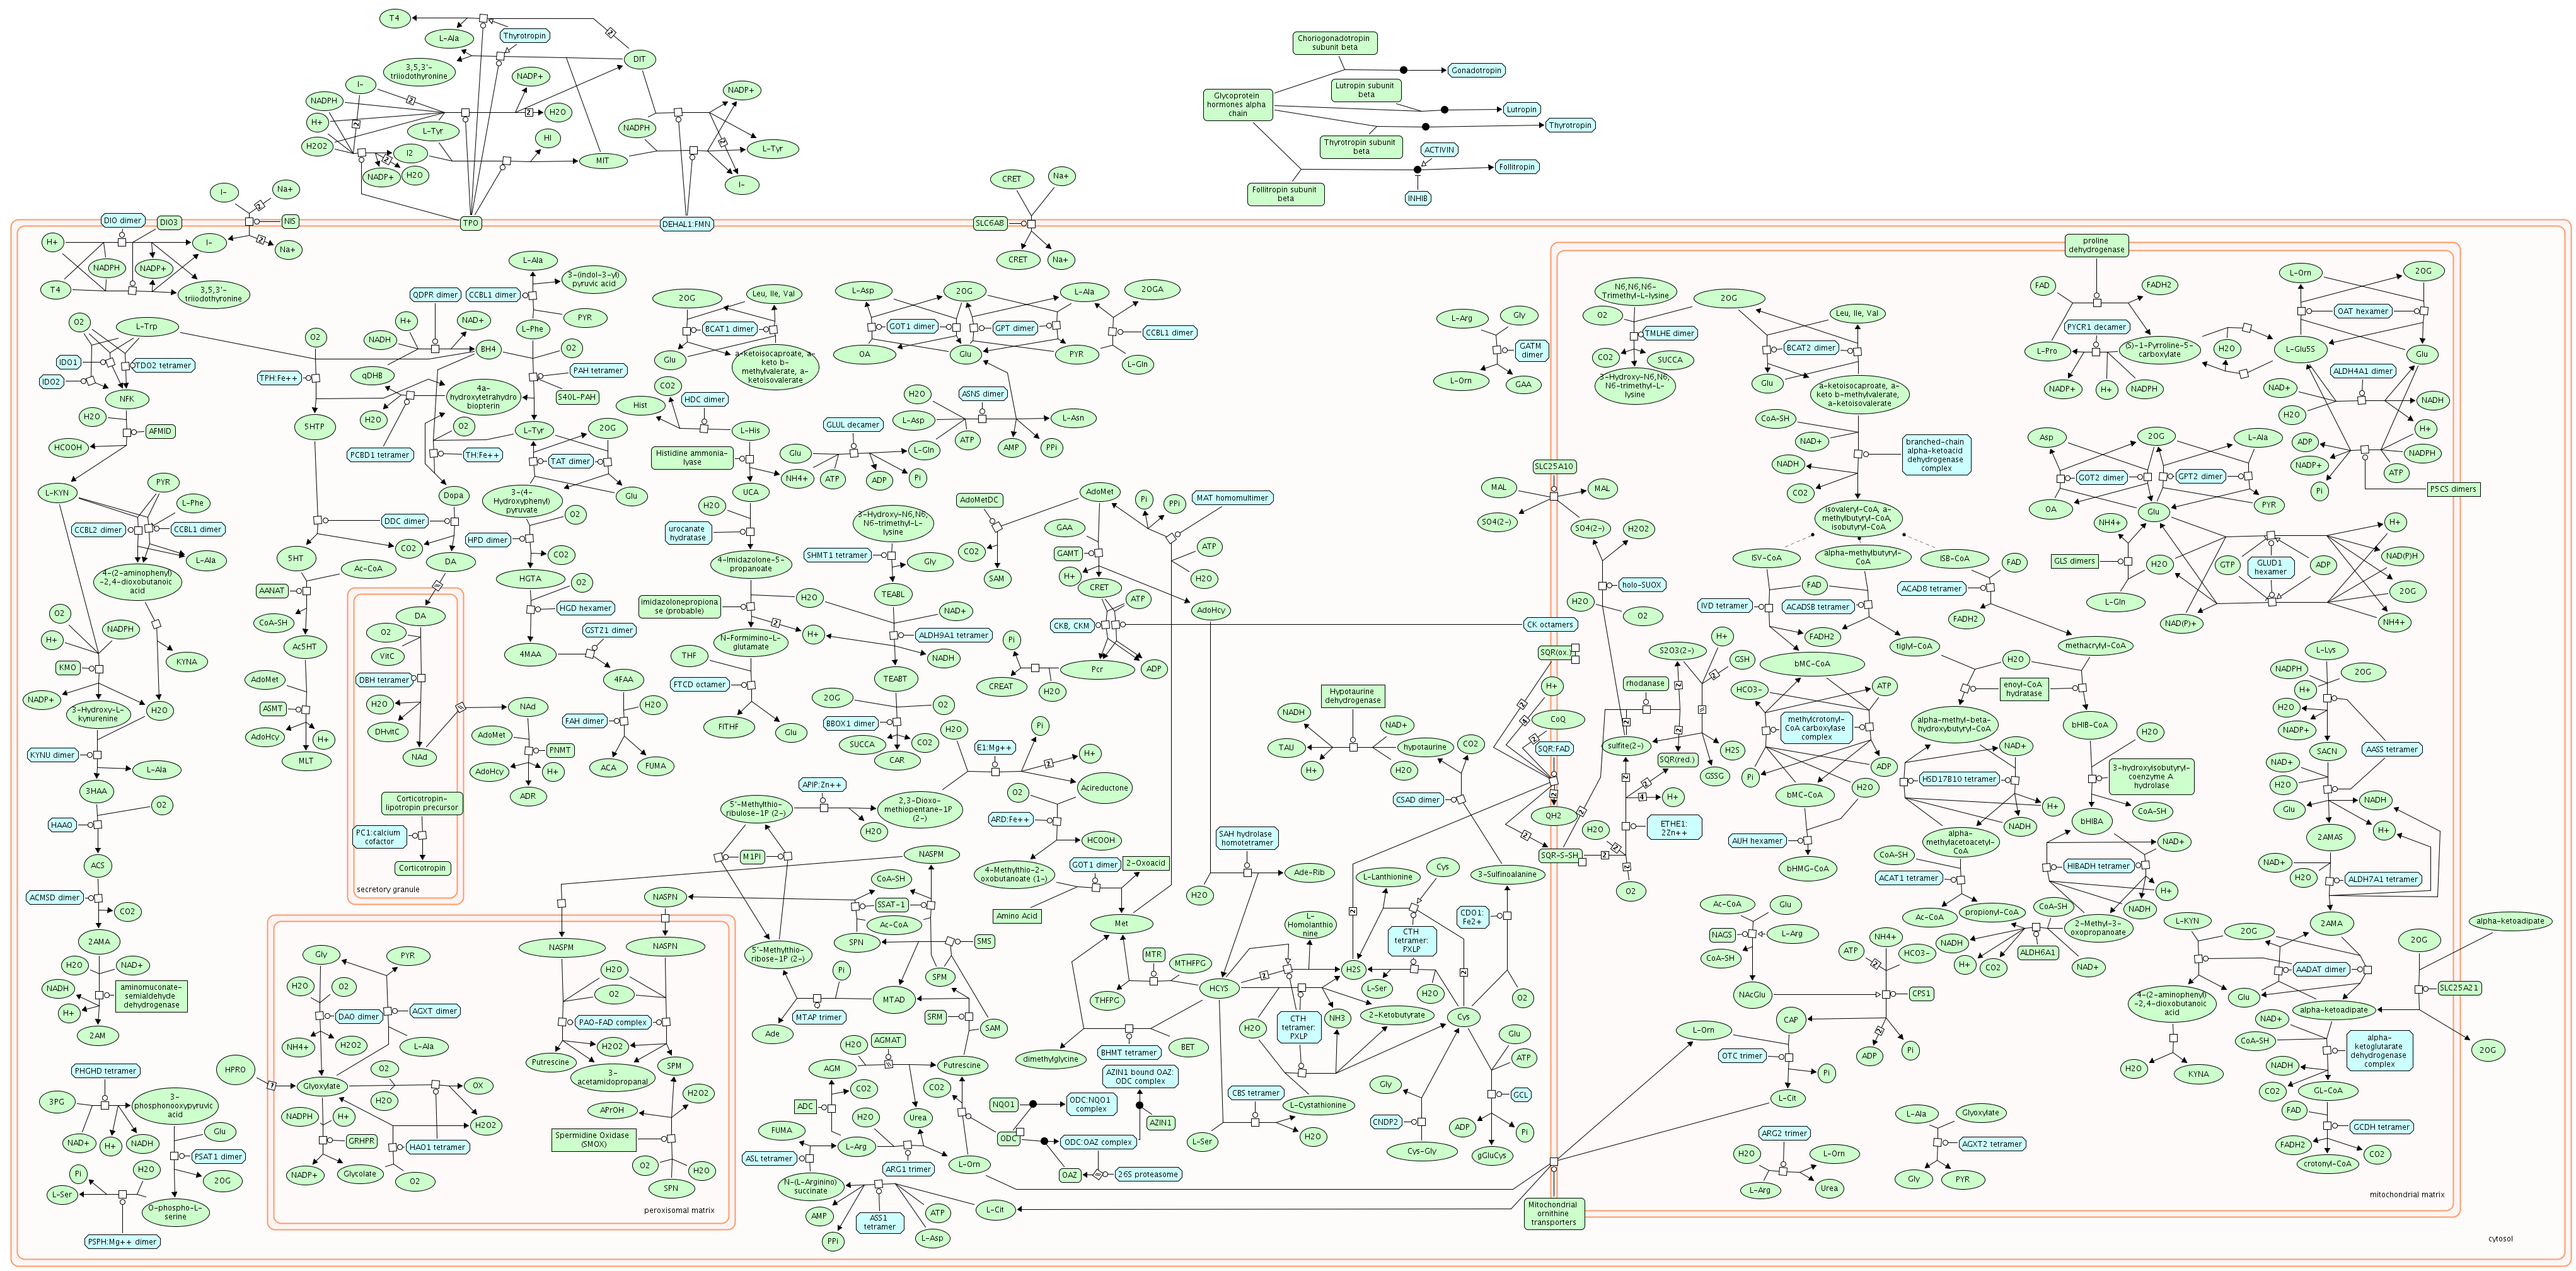 T4
L-Ala
Thyrotropin
3,5,3'-
triiodothyronine
DIT
I-
NADPH
NADP+
H+
H2O2
H2O
L-Tyr
HI
I2
NADP+
H2O
MIT
NADPH
NADP+
L-Tyr
I-
Choriogonadotropin
subunit beta
Gonadotropin
Glycoprotein
hormones alpha
chain
Lutropin subunit
beta
Lutropin
Thyrotropin
Thyrotropin subunit
beta
ACTIVIN
Follitropin
Follitropin subunit
beta
INHIB
I-
Na+
CRET
Na+
DIO dimer
DIO3
NIS
TPO
DEHAL1:FMN
SLC6A8
H+
I-
Na+
NADPH
NADP+
T4
3,5,3'-
triiodothyronine
CRET
Na+
O2
L-Trp
IDO1
IDO2
TDO2 tetramer
NFK
H2O
AFMID
HCOOH
L-KYN
PYR
L-Phe
CCBL2 dimer
CCBL1 dimer
L-Ala
4-(2-aminophenyl)
-2,4-dioxobutanoic
acid
O2
H+
NADPH
KMO
KYNA
NADP+
3-Hydroxy-L-
kynurenine
H2O
KYNU dimer
L-Ala
3HAA
O2
HAAO
ACS
ACMSD dimer
CO2
2AMA
H2O
NAD+
NADH
H+
aminomuconate-
semialdehyde
dehydrogenase
2AM
PHGHD tetramer
3PG
3-
phosphonooxypyruvic
acid
NAD+
H+
NADH
Glu
PSAT1 dimer
2OG
Pi
H2O
L-Ser
O-phospho-L-
serine
PSPH:Mg++ dimer
O2
TPH:Fe++
5HTP
5HT
Ac-CoA
AANAT
CoA-SH
Ac5HT
AdoMet
ASMT
AdoHcy
H+
MLT
QDPR dimer
H+
NAD+
NADH
BH4
qDHB
4a-
hydroxytetrahydro
biopterin
H2O
PCBD1 tetramer
O2
TH:Fe++
Dopa
DDC dimer
CO2
DA
L-Ala
3-(indol-3-yl)
pyruvic acid
CCBL1 dimer
PYR
L-Phe
O2
PAH tetramer
S40L-PAH
L-Tyr
2OG
TAT dimer
Glu
3-(4-
Hydroxyphenyl)
pyruvate
O2
HPD dimer
CO2
HGTA
O2
HGD hexamer
GSTZ1 dimer
4MAA
4FAA
FAH dimer
H2O
ACA
FUMA
DA
O2
VitC
DBH tetramer
H2O
DHvitC
NAd
NAd
AdoMet
PNMT
AdoHcy
H+
ADR
Corticotropin-
lipotropin precursor
PC1:calcium
cofactor
Corticotropin
secretory granule
2OG
Leu, Ile, Val
BCAT1 dimer
Glu
a-ketoisocaproate, a-
keto b-
methylvalerate, a-
ketoisovalerate
L-Asp
2OG
L-Ala
2OGA
GOT1 dimer
GPT dimer
CCBL1 dimer
OA
Glu
PYR
L-Gln
CO2
HDC dimer
Hist
L-His
Histidine ammonia-
lyase
UCA
NH4+
H2O
urocanate
hydratase
4-Imidazolone-5-
propanoate
imidazolepropiona
se (probable)
H2O
H+
N-Formimino-L-
glutamate
THF
FTCD octamer
FITHF
Glu
GLUL decamer
Glu
L-Gln
ATP
ADP
Pi
H2O
ASNS dimer
L-Asp
L-Asn
ATP
AMP
PPi
3-Hydroxy-N6,N6,
N6-trimethyl-L-
lysine
SHMT1 tetramer
Gly
TEABL
NAD+
ALDH9A1 tetramer
NADH
TEABT
2OG
O2
BBOX1 dimer
SUCCA
CO2
CAR
AdoMetDC
AdoMet
CO2
SAM
GAA
GAMT
H+
CRET
ATP
CKB, CKM
Pi
CREAT
H2O
Pcr
ADP
Pi
PPi
MAT homomultimer
ATP
H2O
AdoHcy
H2O
Pi
E1:Mg++
H+
Acireductone
APIP:Zn++
5'-Methylthio-
ribulose-1P (2-)
H2O
2,3-Dioxo-
methiopentane-1P
(2-)
O2
ARD:Fe++
HCOOH
4-Methylthio-2-
oxobutanoate (1-)
GOT1 dimer
2-Oxoacid
Amino Acid
Met
M1PI
NASPM
CoA-SH
SSAT-1
Ac-CoA
NASPN
SPN
SMS
SPM
5'-Methylthio-
ribose-1P (2-)
Pi
MTAD
Ade
MTAP trimer
SRM
SAM
H2O
AGMAT
AGM
Putrescine
CO2
CO2
ADC
H2O
Urea
FUMA
L-Arg
ASL tetramer
ARG1 trimer
L-Orn
N-(L-Arginino)
succinate
AMP
PPi
ASS1
tetramer
ATP
L-Asp
L-Cit
Gly
PYR
H2O
O2
DAO dimer
AGXT dimer
NH4+
H2O2
L-Ala
HPRO
Glyoxylate
O2
H2O
OX
NADPH
H+
GRHPR
H2O2
HAO1 tetramer
NADP+
Glycolate
O2
NASPM
NASPN
H2O
O2
PAO-FAD complex
Putrescine
H2O2
3-
acetamidopropanal
SPM
H2O2
APrOH
Spermidine Oxidase
(SMOX)
O2
H2O
SPN
peroxisomal matrix
NQO1
ODC:NQO1
complex
AZIN1 bound OAZ:
ODC complex
AZIN1
ODC
ODC:OAZ complex
OAZ
26S proteasome
MTR
MTHFPG
THFPG
HCYS
dimethylglycine
BHMT tetramer
BET
SAH hydrolase
homotetramer
Ade-Rib
H2O
L-
Homolanthio
nine
H2O
CTH
tetramer:
PXLP
NH3
2-Ketobutyrate
L-Cystathionine
CBS tetramer
L-Ser
H2O
L-Lanthionine
Cys
CTH
tetramer:
PXLP
H2S
L-Ser
H2O
Cys
CDO1:
Fe2+
3-Sulfinoalanine
O2
Gly
CNDP2
Cys-Gly
Glu
ATP
GCL
ADP
Pi
gGluCys
Hypotaurine
dehydrogenase
NADH
NAD+
TAU
hypotaurine
H+
H2O
CO2
CSAD dimer
L-Arg
Gly
GATM
dimer
L-Orn
GAA
SLC25A10
MAL
MAL
SO4(2-)
SO4(2-)
H2O2
holo-SUOX
H2O
O2
CK octamers
SQR(ox.)
H+
CoQ
SQR:FAD
QH2
SQR-S-SH
S2O3(2-)
H+
GSH
rhodanase
sulfite(2-)
H2S
GSSG
SQR(red.)
H+
ETHE1:
2Zn++
H2O
O2
Mitochondrial
ornithine
transporters
N6,N6,N6-
Trimethyl-L-lysine
O2
2OG
TMLHE dimer
CO2
SUCCA
3-Hydroxy-N6,N6,
N6-trimethyl-L-
lysine
Leu, Ile, Val
BCAT2 dimer
Glu
a-ketoisocaproate, a-
keto b-methylvalerate,
a-ketoisovalerate
CoA-SH
NAD+
NADH
CO2
branched-chain
alpha-ketoacid
dehydrogenase
complex
isovaleryl-CoA, a-
methylbutyryl-CoA,
isobutyryl-CoA
ISV-CoA
alpha-methylbutyryl-
CoA
ISB-CoA
FAD
FAD
IVD tetramer
ACADSB tetramer
ACAD8 tetramer
FADH2
FADH2
bMC-CoA
tiglyl-CoA
methacrylyl-CoA
HCO3-
ATP
methylcrotonyl-
CoA carboxylase
complex
Pi
ADP
bMC-CoA
H2O
AUH hexamer
bHMG-CoA
H2O
enoyl-CoA
hydratase
alpha-methyl-beta-
hydroxybutyryl-CoA
NAD+
HSD17B10 tetramer
H+
NADH
alpha-
methylacetoacetyl-
CoA
CoA-SH
ACAT1 tetramer
Ac-CoA
propionyl-CoA
bHIB-CoA
H2O
3-hydroxyisobutyryl-
coenzyme A
hydrolase
CoA-SH
bHIBA
NAD+
HIBADH tetramer
H+
NADH
CoA-SH
2-Methyl-3-
oxopropanoate
NADH
H+
CO2
ALDH6A1
NAD+
Ac-CoA
Glu
NAGS
L-Arg
CoA-SH
NAcGlu
NH4+
ATP
HCO3-
CPS1
ADP
Pi
L-Orn
CAP
OTC trimer
Pi
L-Cit
ARG2 trimer
H2O
L-Orn
L-Arg
Urea
L-Ala
Glyoxylate
AGXT2 tetramer
Gly
PYR
proline
dehydrogenase
FAD
FADH2
PYCR1 decamer
L-Pro
(S)-1-Pyrroline-5-
carboxylate
NADP+
H+
NADPH
H2O
L-Orn
2OG
OAT hexamer
L-Glu5S
Glu
ALDH4A1 dimer
NAD+
NADH
H2O
H+
ADP
NADP+
NADPH
ATP
Pi
P5CS dimers
Asp
2OG
L-Ala
GOT2 dimer
GPT2 dimer
OA
Glu
PYR
NH4+
GLS dimers
H2O
L-Gln
GTP
GLUD1
hexamer
ADP
H+
NAD(P)H
2OG
NH4+
NAD(P)+
L-Lys
NADPH
2OG
H+
H2O
NADP+
SACN
AASS tetramer
NAD+
H2O
Glu
NADH
H+
2AMAS
NAD+
H2O
ALDH7A1 tetramer
2AMA
L-KYN
2OG
AADAT dimer
Glu
4-(2-aminophenyl)
-2,4-dioxobutanoic
acid
H2O
KYNA
alpha-ketoadipate
2OG
alpha-ketoadipate
SLC25A21
2OG
NAD+
CoA-SH
alpha-
ketoglutarate
dehydrogenase
complex
NADH
CO2
GL-CoA
FAD
GCDH tetramer
FADH2
CO2
crotonyl-CoA
mitochondrial matrix
cytosol